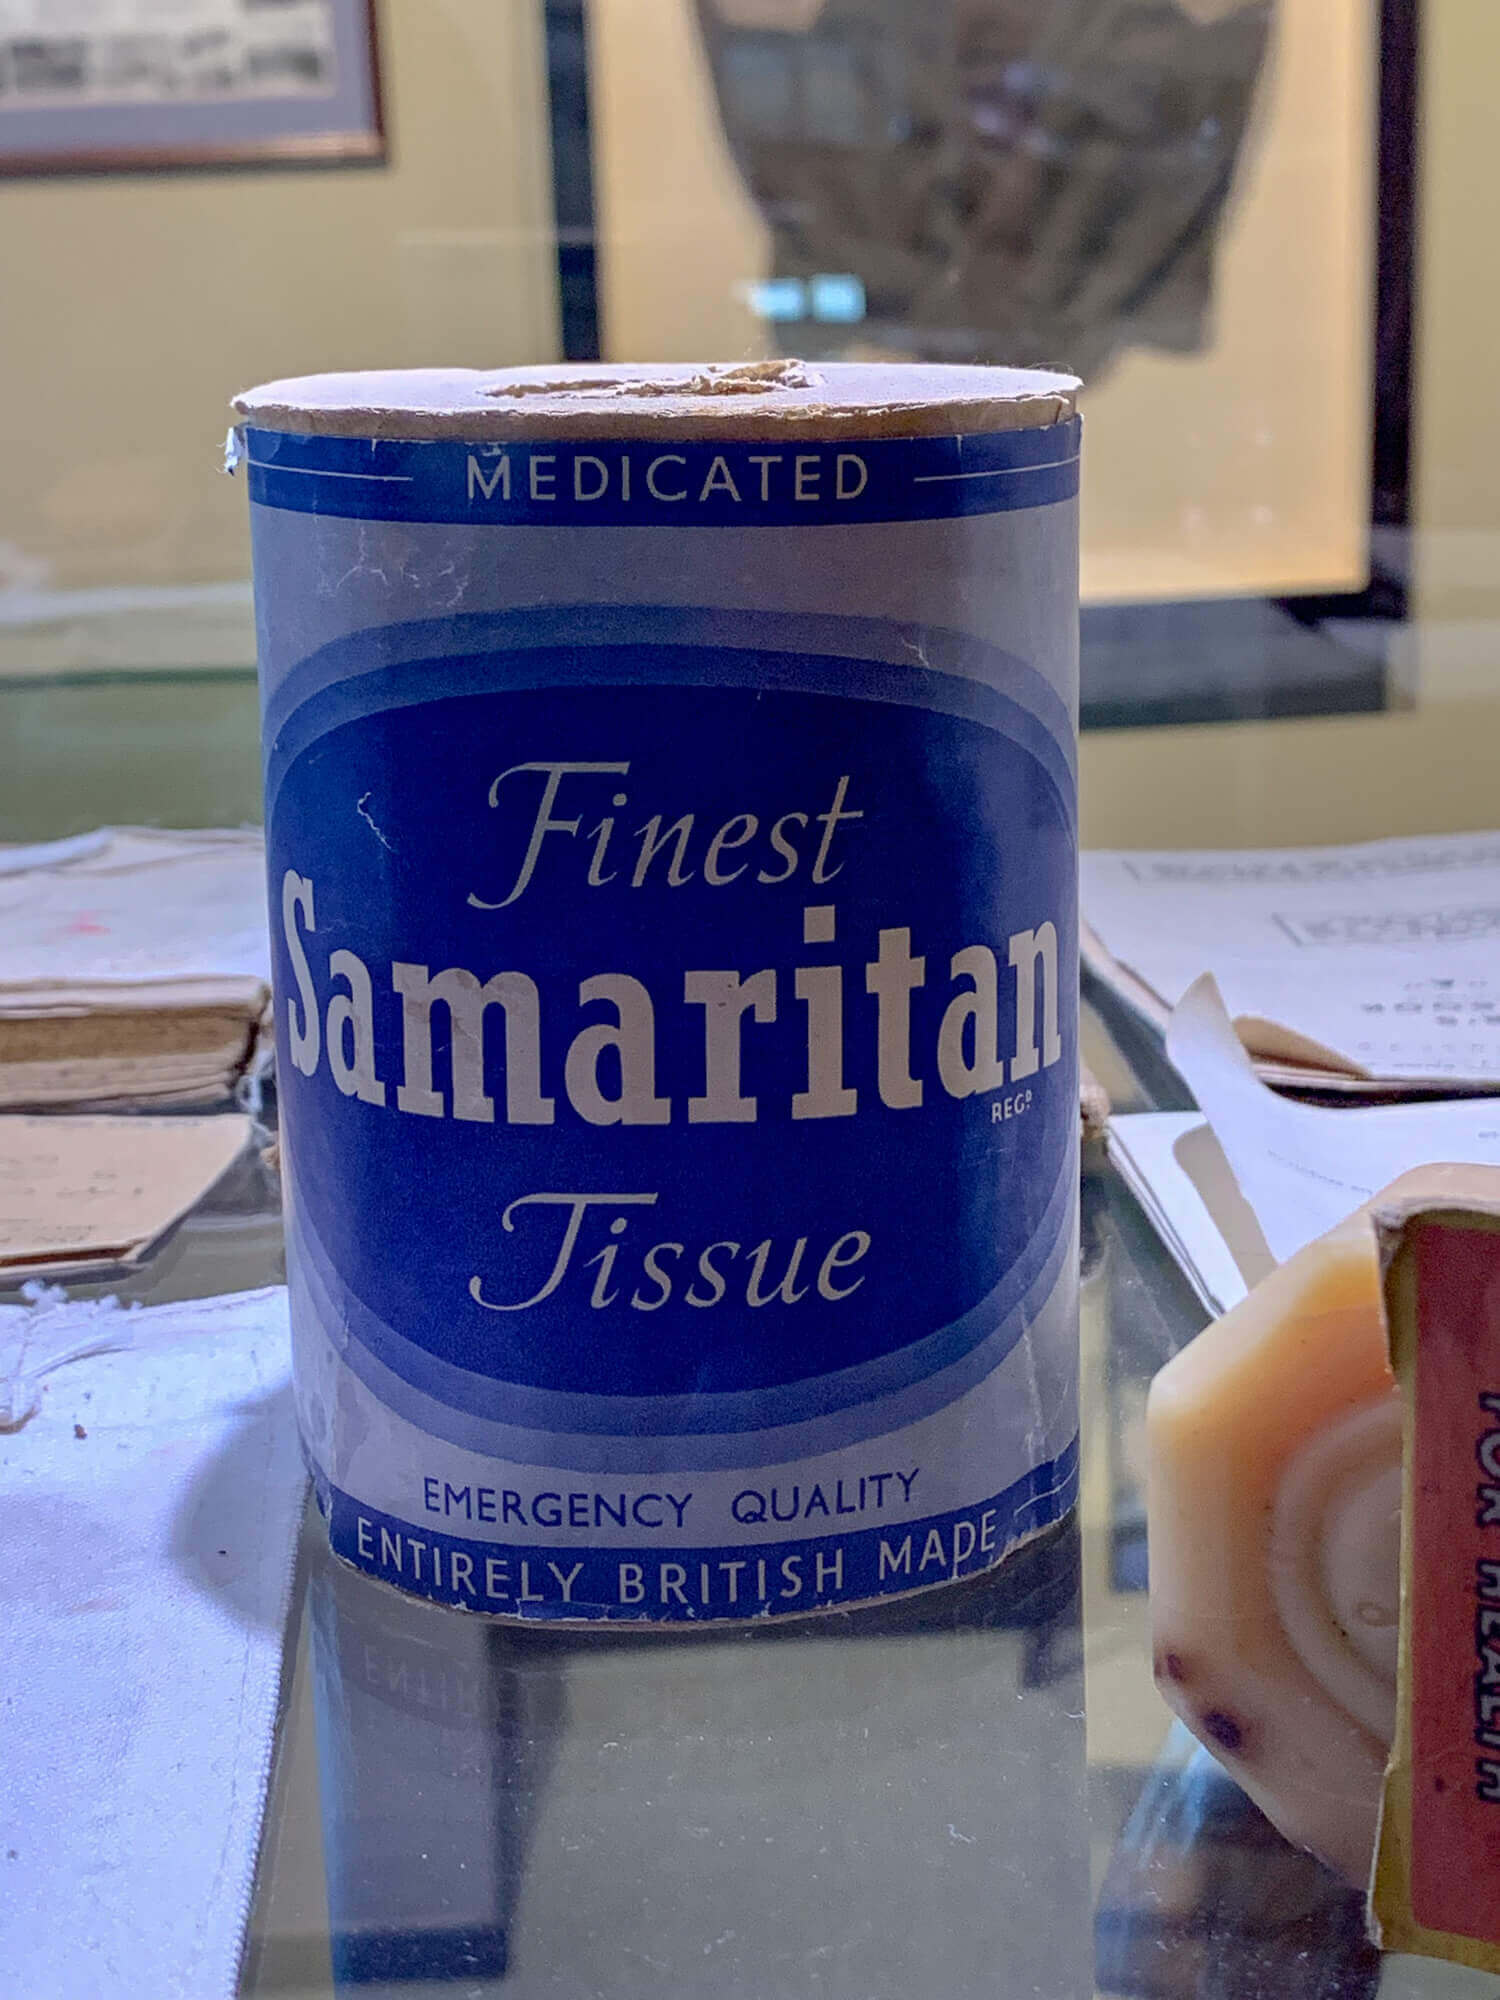 MEDICATED
Finest
Samaritan
REGD
Tissue
EMERGENCY QUALITY
ENTIRELY BRITISH MADE
FOR HEALTH